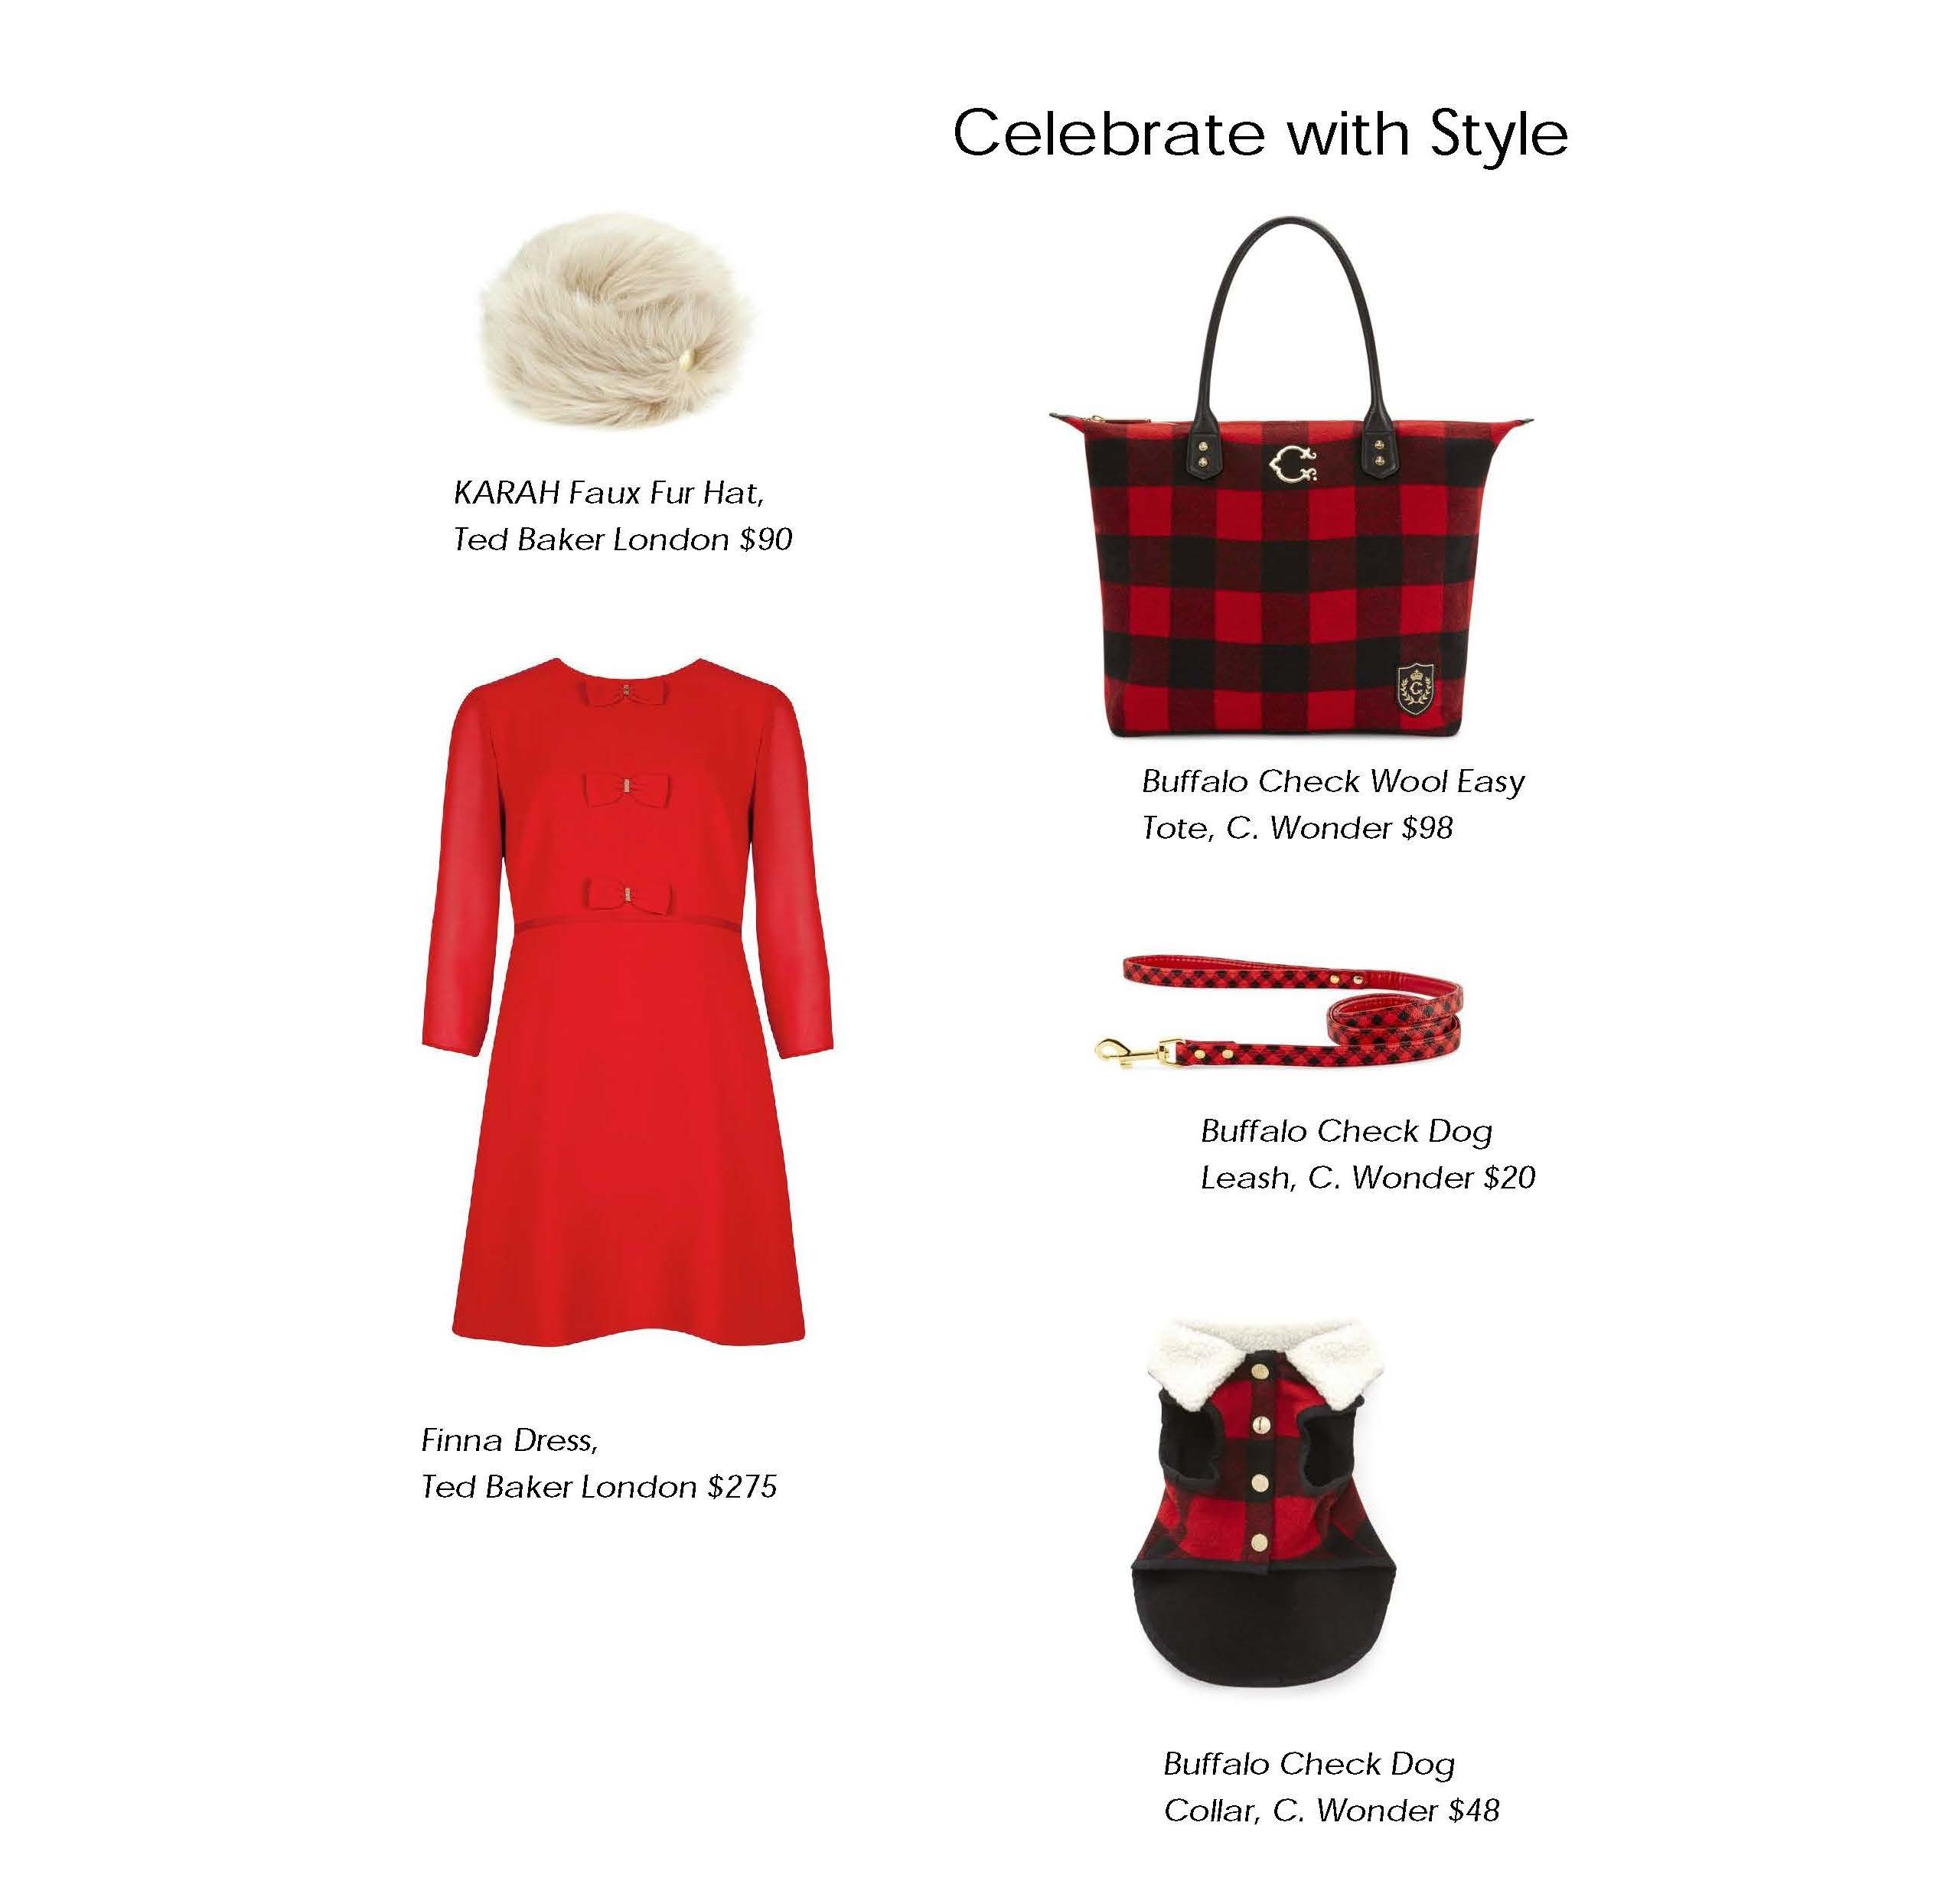 Celebrate with Style
KARAH Faux Fur Hat,
Ted Baker London $90
Buffalo Check Wool Easy
Tote, C. Wonder $98
Buffalo Check Dog
Leash, C. Wonder $20
Finna Dress,
Ted Baker London $275
Buffalo Check Dog
Collar, C. Wonder $48